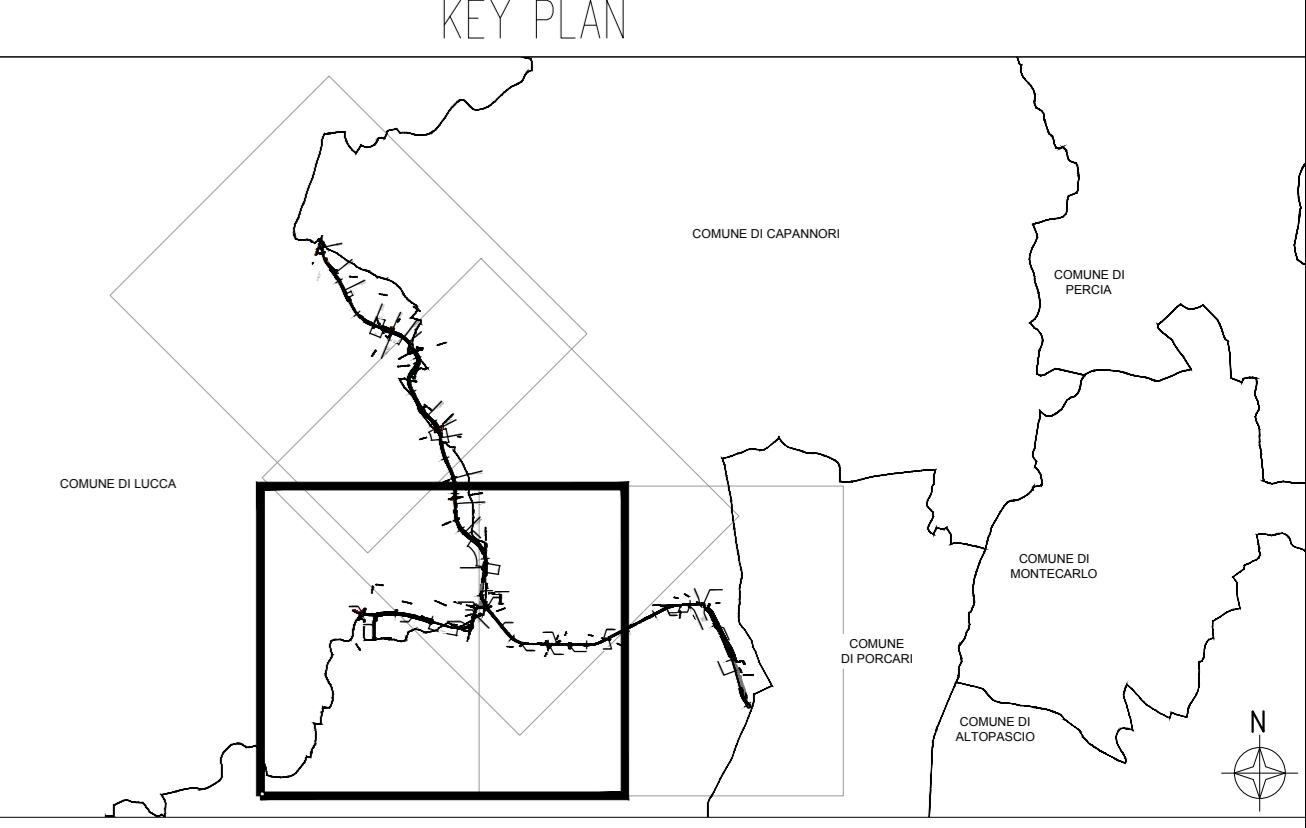 KEY PLAN
COMUNE DI CAPANNORI
COMUNE DI
PERCIA
COMUNE DI LUCCA
COMUNE DI
MONTECARLO
COMUNE
DI PORCARI
COMUNE DI
ALTOPASCIO
N